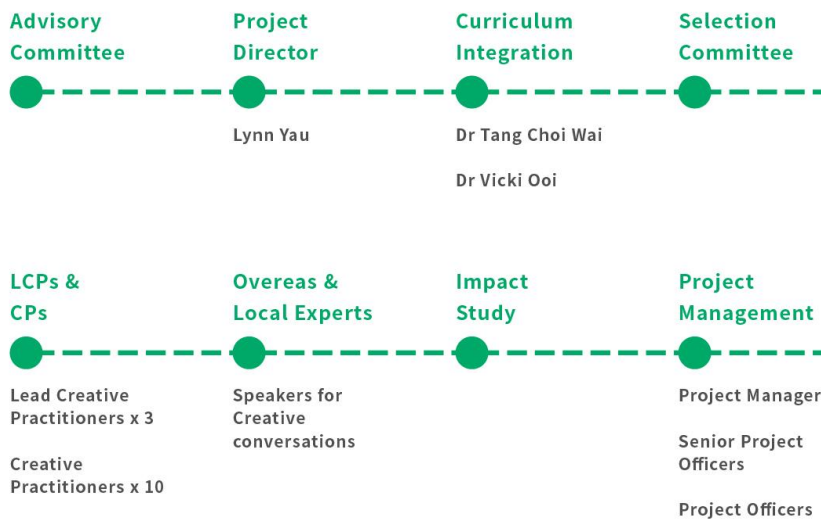 Advisory
Committee
Project
Director
Curriculum
Integration
Selection
Committee
Lynn Yau
Dr Tang Choi Wai
Dr Vicki Ooi
LCPs &
CPs
Overeas &
Local Experts
Impact
Study
Project
Management
Lead Creative
Practitioners x 3
Creative
Practitioners x 10
Speakers for
Creative
conversations
Project Manager
Senior Project
Officers
Project Officers